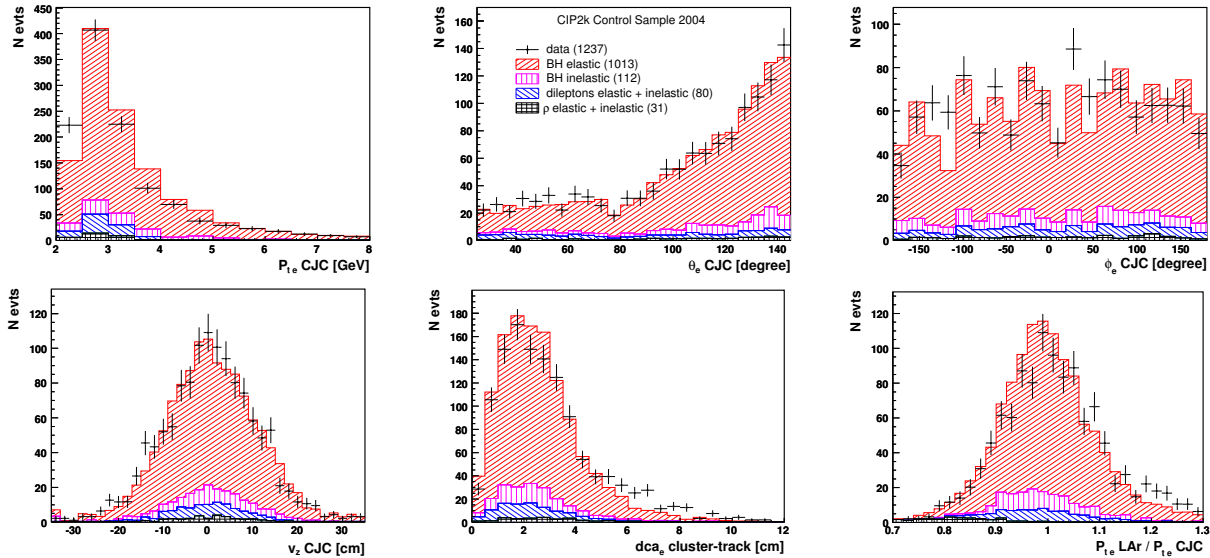 N evts
450
400
350
300
250
200
150
100
50
0
2 3 4 5 6 7 8
P_{t e} CJC [GeV]
N evts
160
140
120
100
80
60
40
20
0
CIP2k Control Sample 2004
data (1237)
BH elastic (1013)
BH inelastic (112)
dileptons elastic + inelastic (80)
ρ elastic + inelastic (31)
40 60 80 100 120 140
θ_e CJC [degree]
N evts
100
80
60
40
20
0
-150 -100 -50 0 50 100 150
ϕ_e CJC [degree]
N evts
120
100
80
60
40
20
0
-30 -20 -10 0 10 20 30
v_z CJC [cm]
N evts
180
160
140
120
100
80
60
40
20
0
0 2 4 6 8 10 12
dca_e cluster-track [cm]
N evts
120
100
80
60
40
20
0
0.7 0.8 0.9 1 1.1 1.2 1.3
P_{t e} LAr / P_{t e} CJC